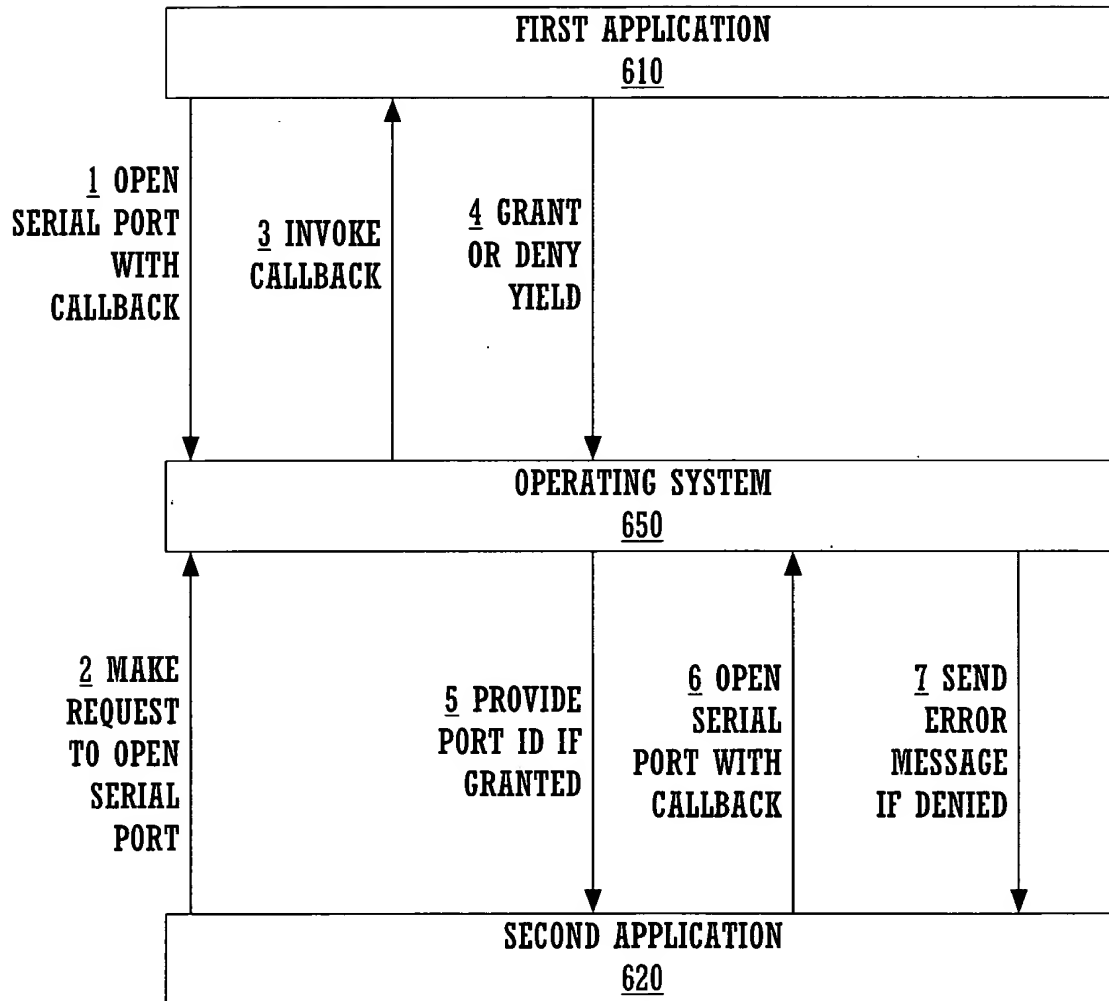 FIRST APPLICATION
610
1 OPEN
SERIAL PORT
WITH
CALLBACK
3 INVOKE
CALLBACK
4 GRANT
OR DENY
YIELD
OPERATING SYSTEM
650
2 MAKE
REQUEST
TO OPEN
SERIAL
PORT
5 PROVIDE
PORT ID IF
GRANTED
6 OPEN
SERIAL
PORT WITH
CALLBACK
7 SEND
ERROR
MESSAGE
IF DENIED
SECOND APPLICATION
620